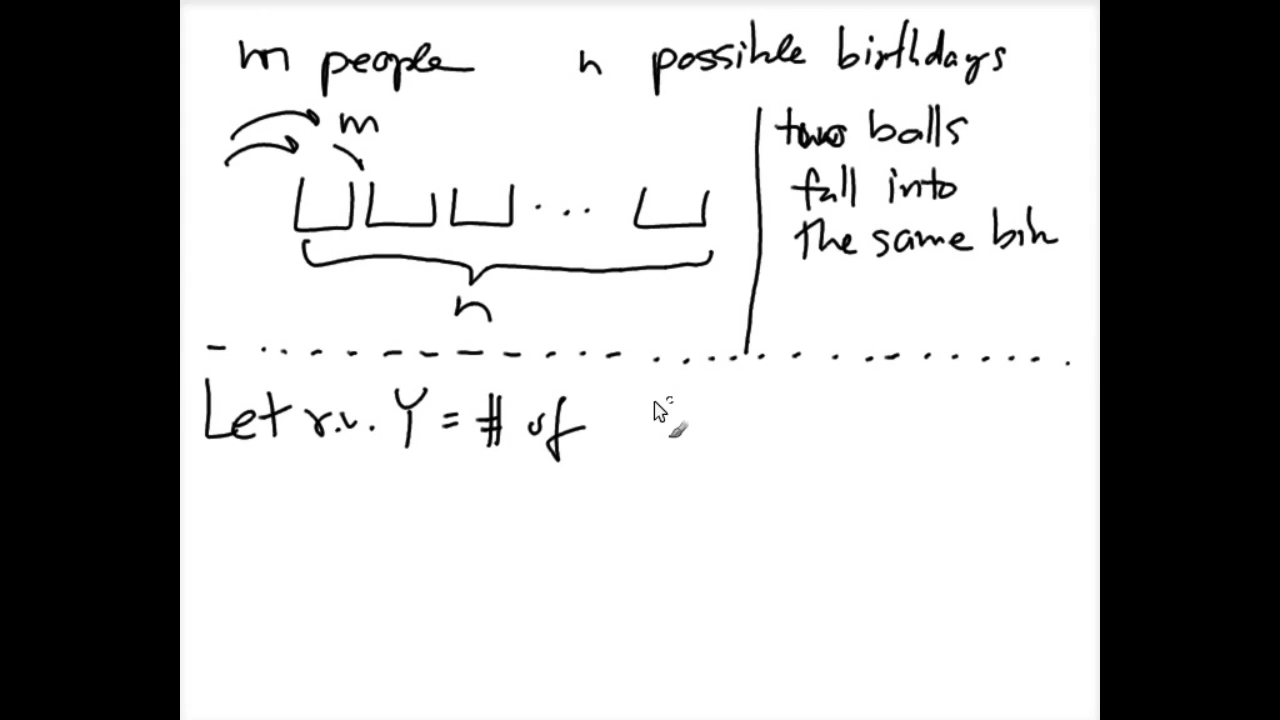 m people n possible birthdays
m
two balls
fall into
the same bin
...
n
Let r.v. Y = # of